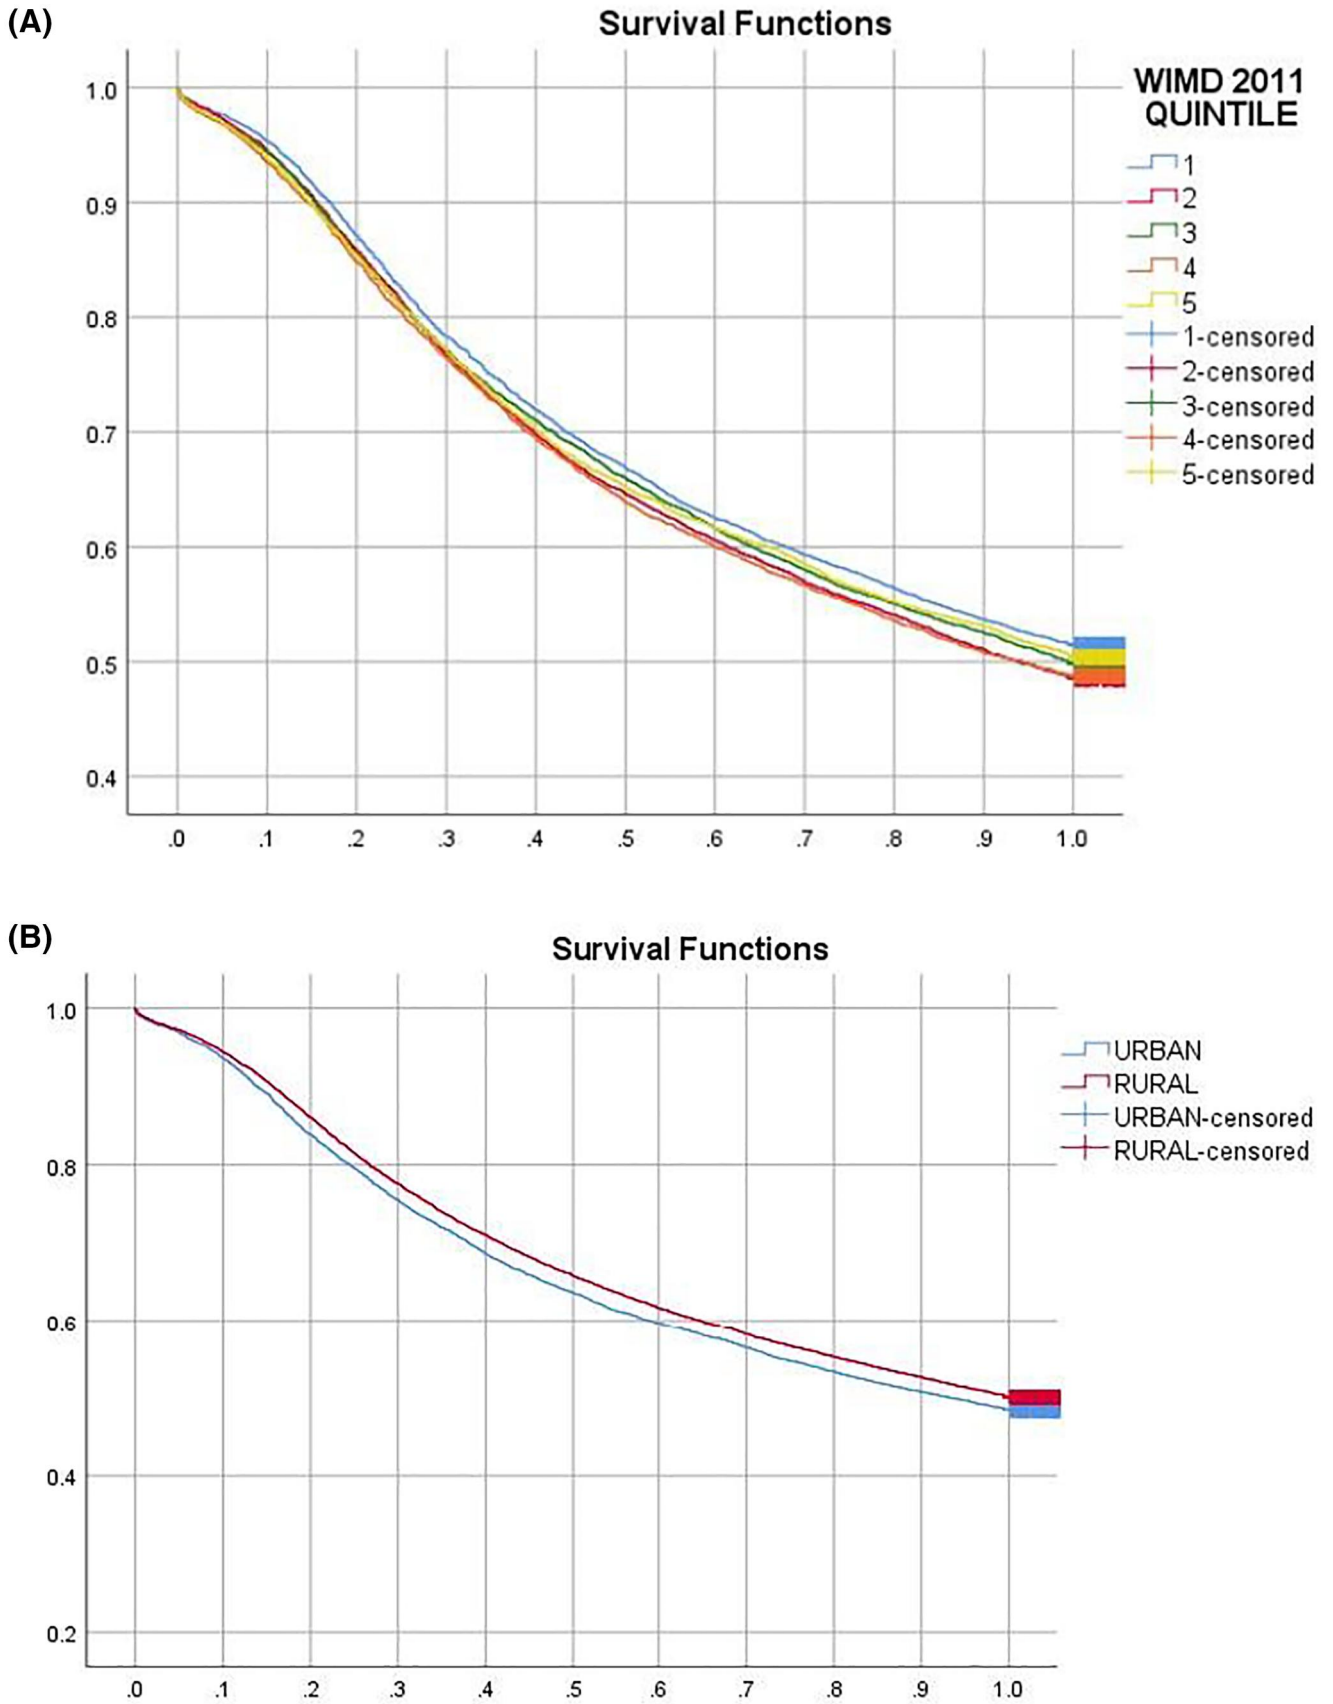 (A)
Survival Functions
WIMD 2011
QUINTILE
1.0
0.9
0.8
0.7
0.6
0.5
0.4
1
2
3
4
5
1-censored
2-censored
3-censored
4-censored
5-censored
.0 .1 .2 .3 .4 .5 .6 .7 .8 .9 1.0
(B)
Survival Functions
1.0
0.8
0.6
0.4
0.2
URBAN
RURAL
URBAN-censored
RURAL-censored
.0 .1 .2 .3 .4 .5 .6 .7 .8 .9 1.0